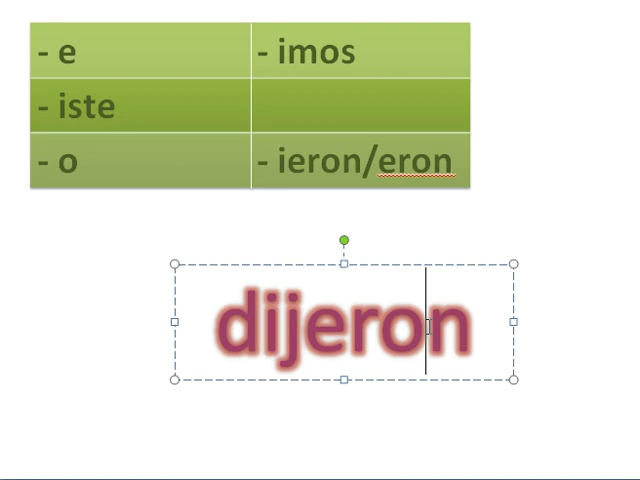 - e - imos
- iste
- o - ieron/eron
dijeron